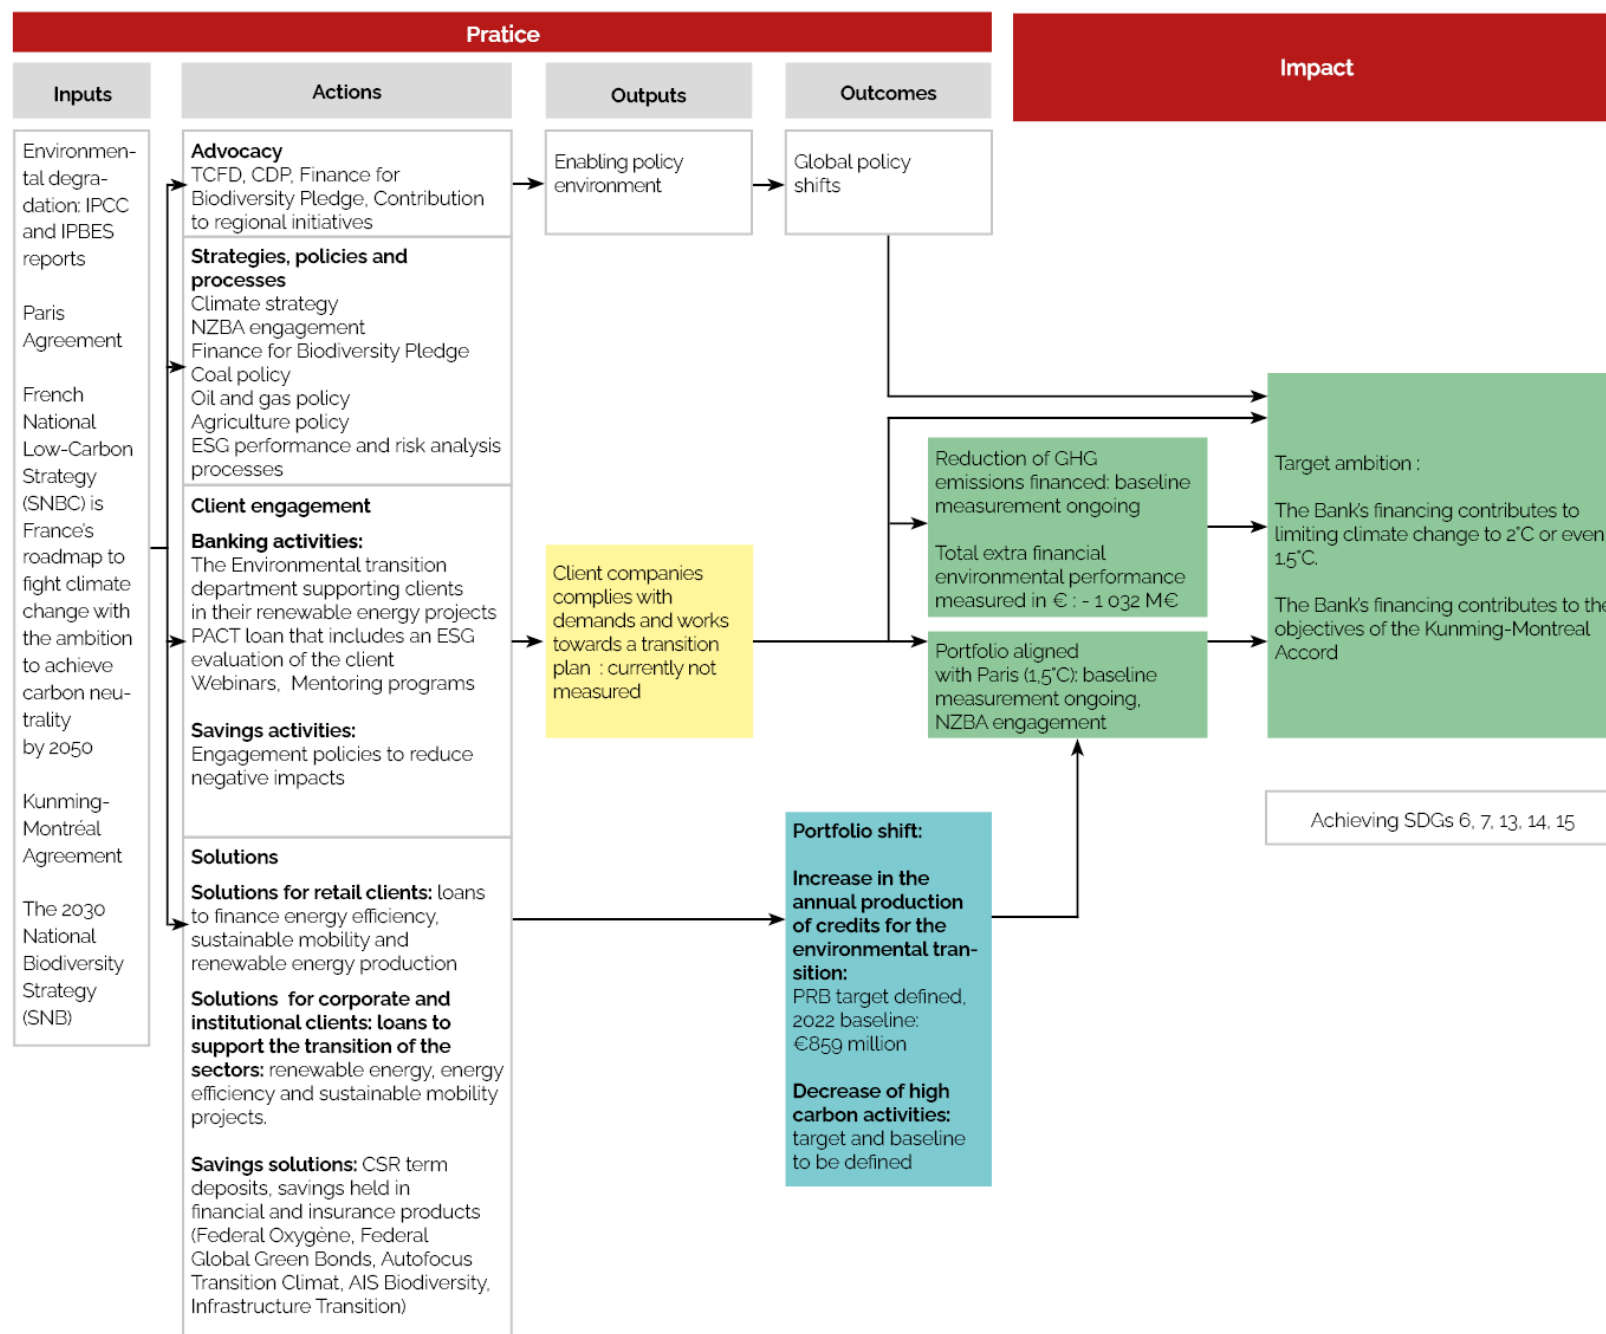 Pratice
Impact
Inputs
Actions
Outputs
Outcomes
Environmen-
tal degra-
dation: IPCC
and IPBES
reports
Paris
Agreement
French
National
Low-Carbon
Strategy
(SNBC) is
France's
roadmap to
fight climate
change with
the ambition
to achieve
carbon neu-
trality
by 2050
Kunming-
Montréal
Agreement
The 2030
National
Biodiversity
Strategy
(SNB)
Advocacy
TCFD, CDP, Finance for
Biodiversity Pledge, Contribution
to regional initiatives
Strategies, policies and
processes
Climate strategy
NZBA engagement
Finance for Biodiversity Pledge
Coal policy
Oil and gas policy
Agriculture policy
ESG performance and risk analysis
processes
Client engagement
Banking activities:
The Environmental transition
department supporting clients
in their renewable energy projects
PACT loan that includes an ESG
evaluation of the client
Webinars, Mentoring programs
Savings activities:
Engagement policies to reduce
negative impacts
Solutions
Solutions for retail clients: loans
to finance energy efficiency,
sustainable mobility and
renewable energy production
Solutions for corporate and
institutional clients: loans to
support the transition of the
sectors: renewable energy, energy
efficiency and sustainable mobility
projects.
Savings solutions: CSR term
deposits, savings held in
financial and insurance products
(Federal Oxygène, Federal
Global Green Bonds, Autofocus
Transition Climat, AIS Biodiversity,
Infrastructure Transition)
Enabling policy
environment
Client companies
complies with
demands and works
towards a transition
plan : currently not
measured
Global policy
shifts
Reduction of GHG
emissions financed: baseline
measurement ongoing
Total extra financial
environmental performance
measured in € : - 1 032 M€
Portfolio aligned
with Paris (1,5°C): baseline
measurement ongoing,
NZBA engagement
Portfolio shift:
Increase in the
annual production
of credits for the
environmental tran-
sition:
PRB target defined,
2022 baseline:
€859 million
Decrease of high
carbon activities:
target and baseline
to be defined
Target ambition :
The Bank's financing contributes to
limiting climate change to 2°C or even
1.5°C.
The Bank's financing contributes to the
objectives of the Kunming-Montreal
Accord
Achieving SDGs 6, 7, 13, 14, 15